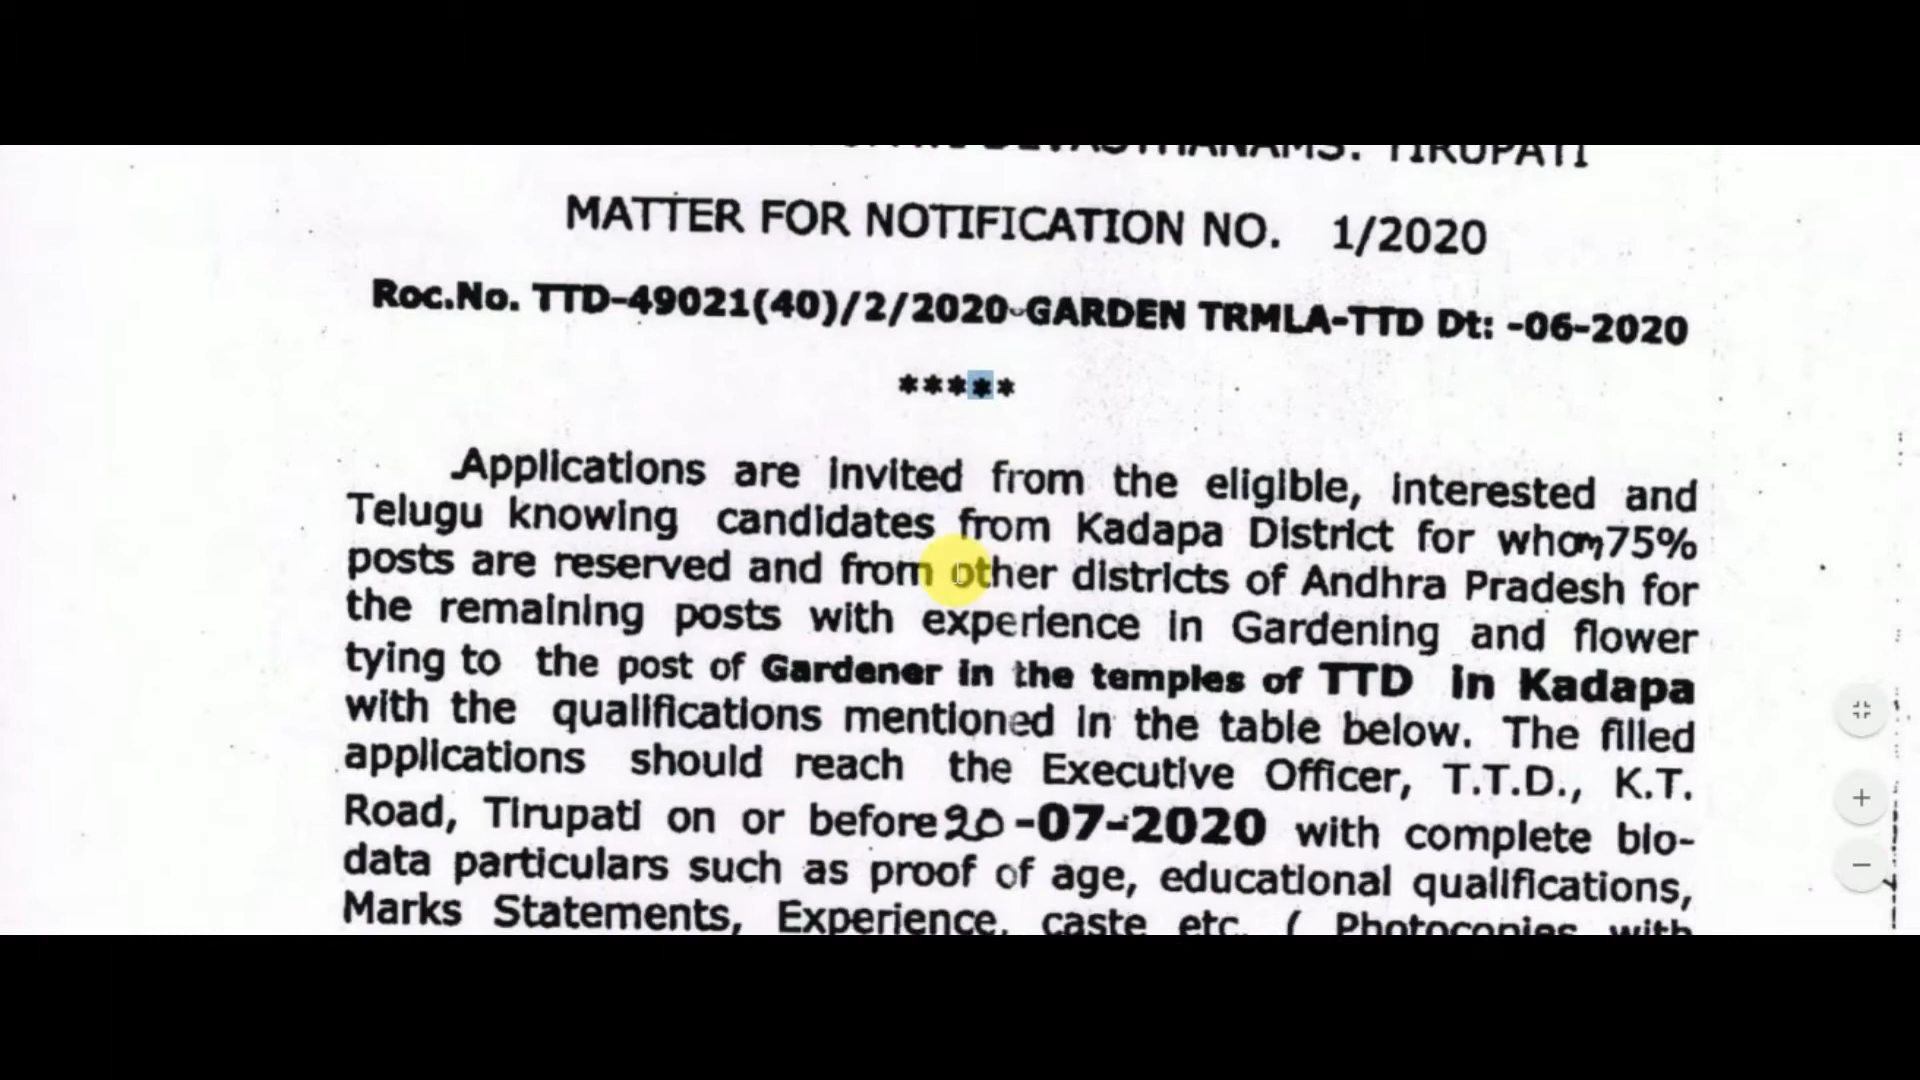 DEVASTHANAMS. TIRUPATI
MATTER FOR NOTIFICATION NO. 1/2020
Roc.No. TTD-49021(40)/2/2020-GARDEN TRMLA-TTD Dt: -06-2020
*****
Applications are invited from the eligible, interested and
Telugu knowing candidates from Kadapa District for whom 75%
posts are reserved and from other districts of Andhra Pradesh for
the remaining posts with experience in Gardening and flower
tying to the post of Gardener in the temples of TTD in Kadapa
with the qualifications mentioned in the table below. The filled
applications should reach the Executive Officer, T.T.D., K.T.
Road, Tirupati on or before 20-07-2020 with complete bio-
data particulars such as proof of age, educational qualifications,
Marks Statements, Experience, caste etc. ( Photocopies with